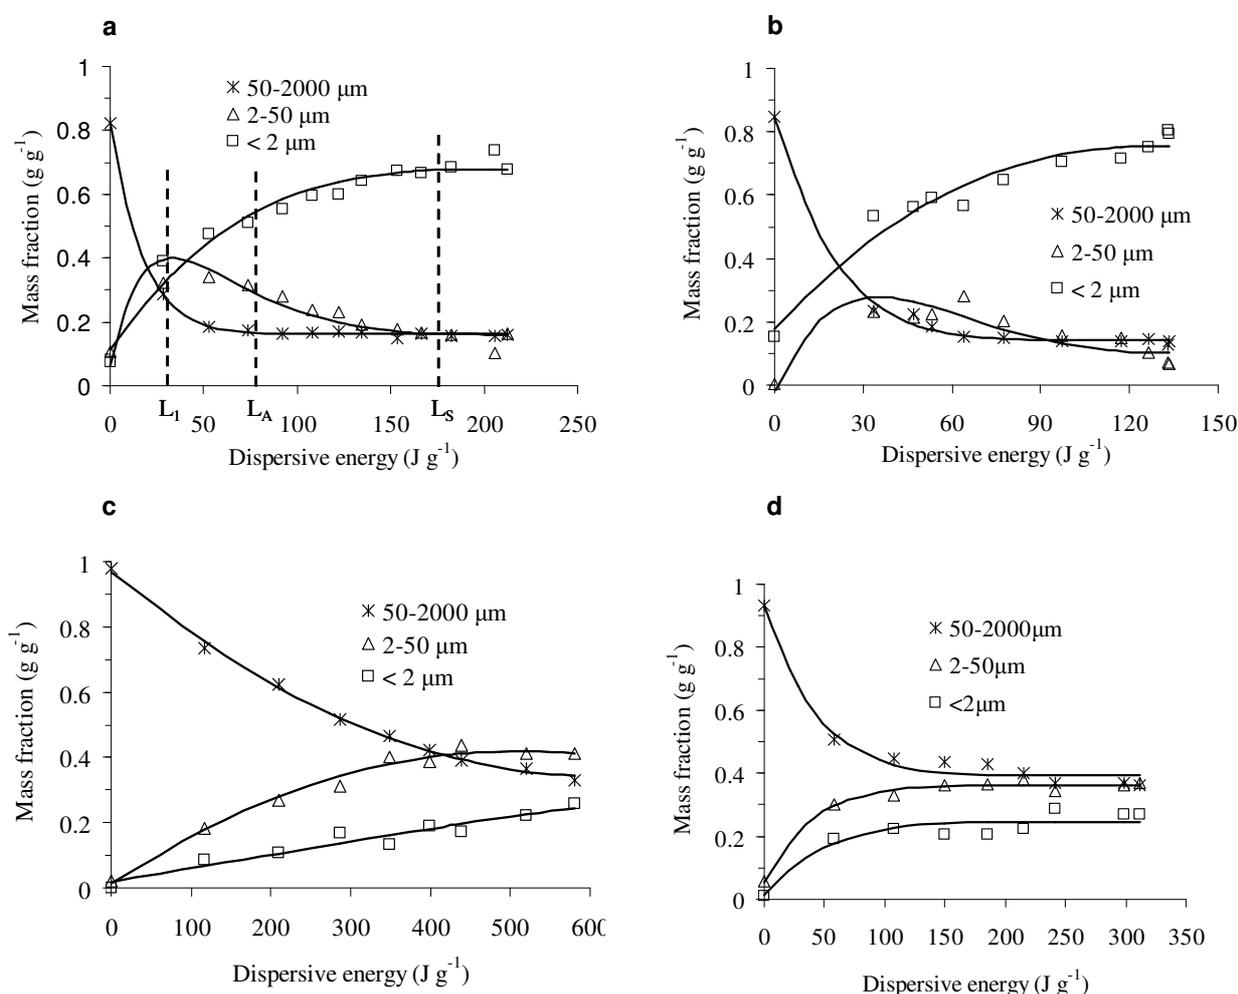 a
1
0.8
0.6
0.4
0.2
0
Mass fraction (g g-1)
50-2000 μm
2-50 μm
< 2 μm
L1 LA LS
0 50 100 150 200 250
Dispersive energy (J g-1)
b
1
0.8
0.6
0.4
0.2
0
Mass fraction (g g-1)
50-2000 μm
2-50 μm
< 2 μm
0 30 60 90 120 150
Dispersive energy (J g-1)
c
1
0.8
0.6
0.4
0.2
0
Mass fraction (g g-1)
50-2000 μm
2-50 μm
< 2 μm
0 100 200 300 400 500 600
Dispersive energy (J g-1)
d
1
0.8
0.6
0.4
0.2
0
Mass fraction (g g-1)
50-2000μm
2-50μm
<2μm
0 50 100 150 200 250 300 350
Dispersive energy (J g-1)